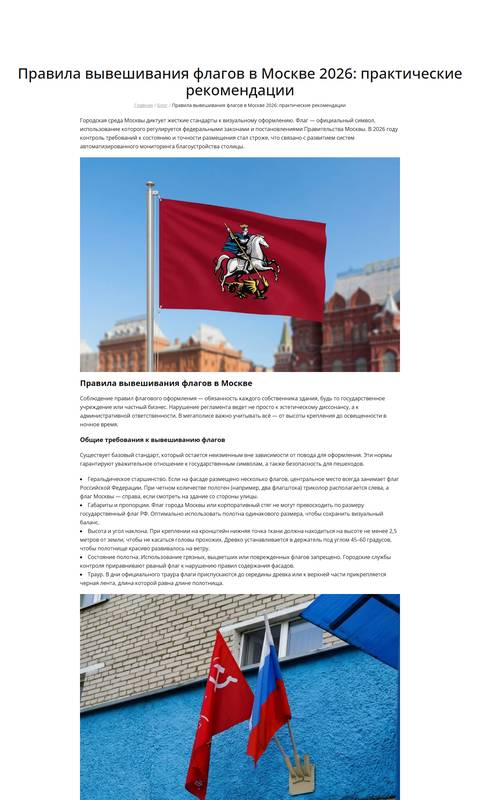 Правила вывешивания флагов в Москве 2026: практические
рекомендации
Главная / Блог / Правила вывешивания флагов в Москве 2026: практические рекомендации
Городская среда Москвы диктует жесткие стандарты к визуальному оформлению. Флаг — официальный символ,
использование которого регулируется федеральными законами и постановлениями Правительства Москвы. В 2026 году
контроль требований к состоянию и точности размещения стал строже, что связано с развитием систем
автоматизированного мониторинга благоустройства столицы.
Правила вывешивания флагов в Москве
Соблюдение правил флагового оформления — обязанность каждого собственника здания, будь то государственное
учреждение или частный бизнес. Нарушение регламента ведет не просто к эстетическому диссонансу, а к
административной ответственности. В мегаполисе важно учитывать всё — от высоты крепления до освещенности в
ночное время.
Общие требования к вывешиванию флагов
Существует базовый стандарт, который остается неизменным вне зависимости от повода для оформления. Эти нормы
гарантируют уважительное отношение к государственным символам, а также безопасность для пешеходов.
• Геральдическое старшинство. Если на фасаде размещено несколько флагов, центральное место всегда занимает флаг
Российской Федерации. При четном количестве полотен (например, два флагштока) триколор располагается слева, а
флаг Москвы — справа, если смотреть на здание со стороны улицы.
• Габариты и пропорции. Флаг города Москвы или корпоративный стяг не могут превосходить по размеру
государственный флаг РФ. Оптимально использовать полотна одинакового размера, чтобы сохранить визуальный
баланс.
• Высота и угол наклона. При креплении на кронштейн нижняя точка ткани должна находиться на высоте не менее 2,5
метров от земли, чтобы не касаться головы прохожих. Древко устанавливается в держатель под углом 45–60 градусов,
чтобы полотнище красиво развивалось на ветру.
• Состояние полотна. Использование грязных, выцветших или поврежденных флагов запрещено. Городские службы
контроля приравнивают рваный флаг к нарушению правил содержания фасадов.
• Траур. В дни официального траура флаги приспускаются до середины древка или к верхней части прикрепляется
черная лента, длина которой равна длине полотнища.